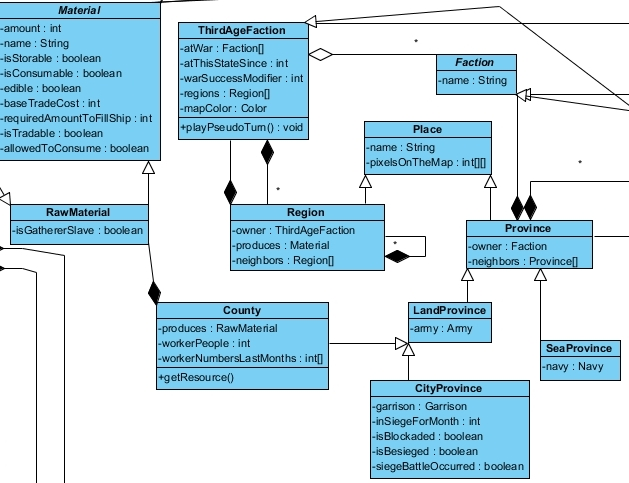 Material
-amount : int
-name : String
-isStorable : boolean
-isConsumable : boolean
-edible : boolean
-baseTradeCost : int
-requiredAmountToFillShip : int
-isTradable : boolean
-allowedToConsume : boolean
ThirdAgeFaction
-atWar : Faction[]
-atThisStateSince : int
-warSuccessModifier : int
-regions : Region[]
-mapColor : Color
+playPseudoTurn() : void
*
Faction
-name : String
Place
-name : String
-pixelsOnTheMap : int[][]
*
*
RawMaterial
-isGathererSlave : boolean
Region
-owner : ThirdAgeFaction
-produces : Material
-neighbors : Region[]
*
Province
-owner : Faction
-neighbors : Province[]
County
-produces : RawMaterial
-workerPeople : int
-workerNumbersLastMonths : int[]
+getResource()
LandProvince
-army : Army
SeaProvince
-navy : Navy
CityProvince
-garrison : Garrison
-inSiegeForMonth : int
-isBlockaded : boolean
-isBesieged : boolean
-siegeBattleOccurred : boolean